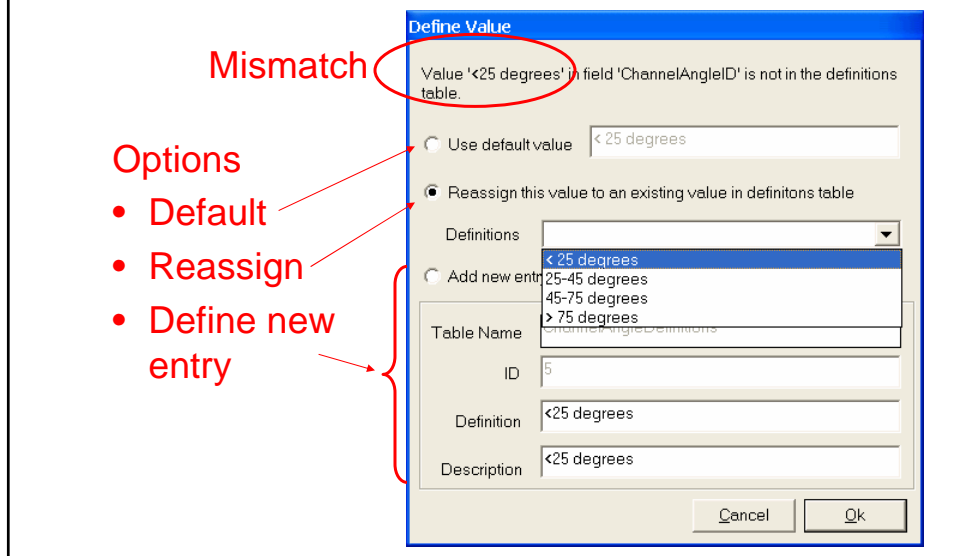 Mismatch
Options
• Default
• Reassign
• Define new
entry
Define Value
Value '<25 degrees' in field 'ChannelAngleID' is not in the definitions
table.
Use default value
< 25 degrees
Reassign this value to an existing value in definitons table
Definitions
< 25 degrees
25-45 degrees
45-75 degrees
> 75 degrees
Add new entry
Table Name
ChannelAngleDefinitions
ID
5
Definition
<25 degrees
Description
<25 degrees
Cancel
Ok